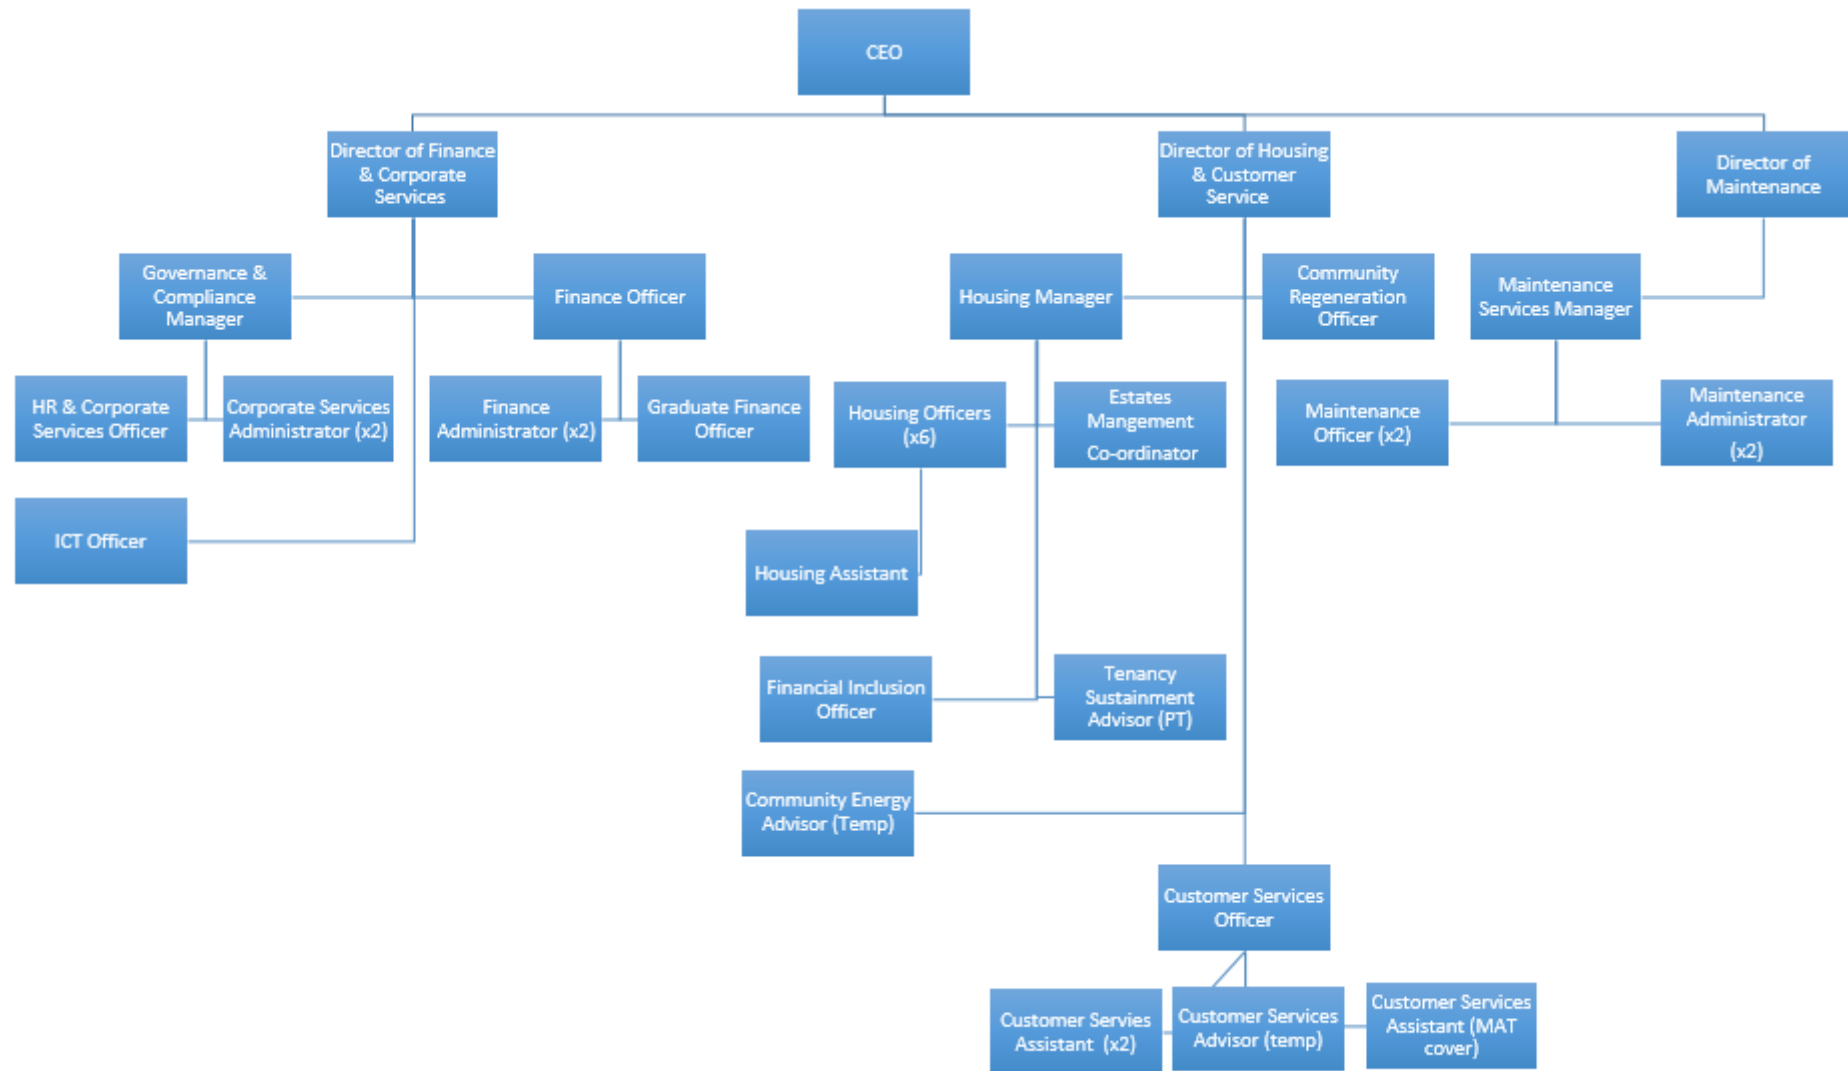 CEO
Director of Finance
& Corporate
Services
Director of Housing
& Customer
Service
Director of
Maintenance
Governance &
Compliance
Manager
Finance Officer
Housing Manager
Community
Regeneration
Officer
Maintenance
Services Manager
HR & Corporate
Services Officer
Corporate Services
Administrator (x2)
Finance
Administrator (x2)
Graduate Finance
Officer
Housing Officers
(x6)
Estates
Mangement
Co-ordinator
Maintenance
Officer (x2)
Maintenance
Administrator
(x2)
ICT Officer
Housing Assistant
Financial Inclusion
Officer
Tenancy
Sustainment
Advisor (PT)
Community Energy
Advisor (Temp)
Customer Services
Officer
Customer Servies
Assistant (x2)
Customer Services
Advisor (temp)
Customer Services
Assistant (MAT
cover)